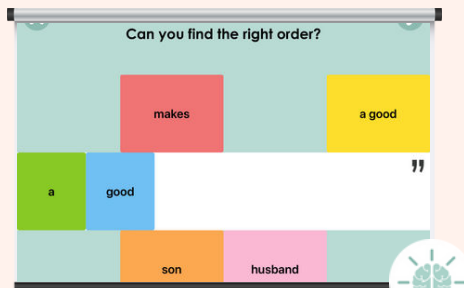 Can you find the right order?
makes a good
a good ”
son husband